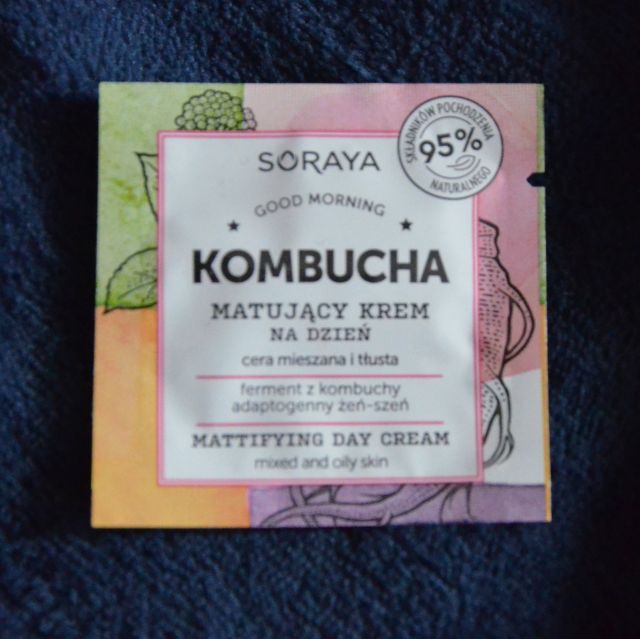 SORAYA
GOOD MORNING
KOMBUCHA
MATUJĄCY KREM
NA DZIEŃ
cera mieszana i tłusta
ferment z kombuchy
adaptogenny żeń-szeń
MATTIFYING DAY CREAM
mixed and oily skin
SKŁADNIKÓW POCHODZENIA
95%
NATURALNEGO